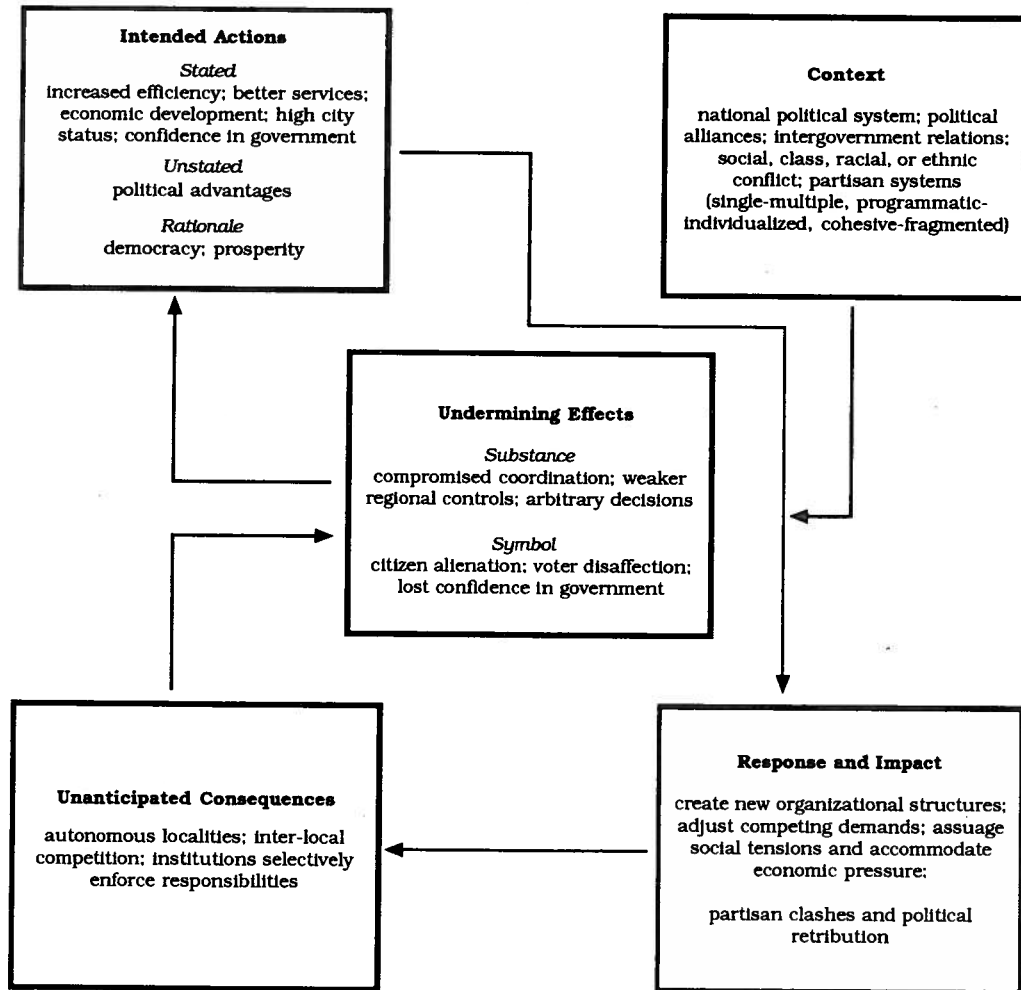 Intended Actions
Stated
increased efficiency; better services;
economic development; high city
status; confidence in government
Unstated
political advantages
Rationale
democracy; prosperity
Context
national political system; political
alliances; intergovernment relations;
social, class, racial, or ethnic
conflict; partisan systems
(single-multiple, programmatic-
individualized, cohesive-fragmented)
Undermining Effects
Substance
compromised coordination; weaker
regional controls; arbitrary decisions
Symbol
citizen alienation; voter disaffection;
lost confidence in government
Unanticipated Consequences
autonomous localities; inter-local
competition; institutions selectively
enforce responsibilities
Response and Impact
create new organizational structures;
adjust competing demands; assuage
social tensions and accommodate
economic pressure;
partisan clashes and political
retribution